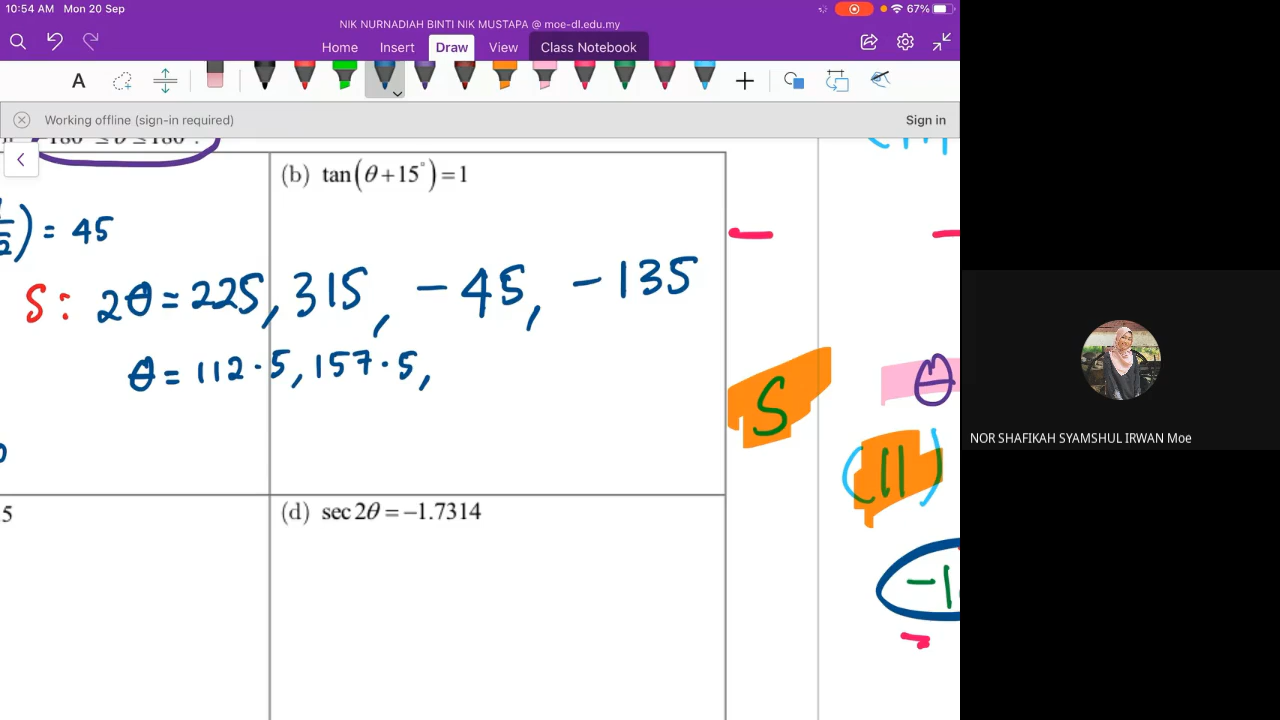 10:54 AM Mon 20 Sep
67%
NIK NURNADIAH BINTI NIK MUSTAPA @ moe-dl.edu.my
Home Insert Draw View Class Notebook
A
Working offline (sign-in required) Sign in
(b) tan(θ+15°)=1
) = 45
S: 2θ = 225, 315, -45, -135
θ = 112.5, 157.5,
S
θ
(11)
5
(d) sec 2θ = −1.7314
NOR SHAFIKAH SYAMSHUL IRWAN Moe